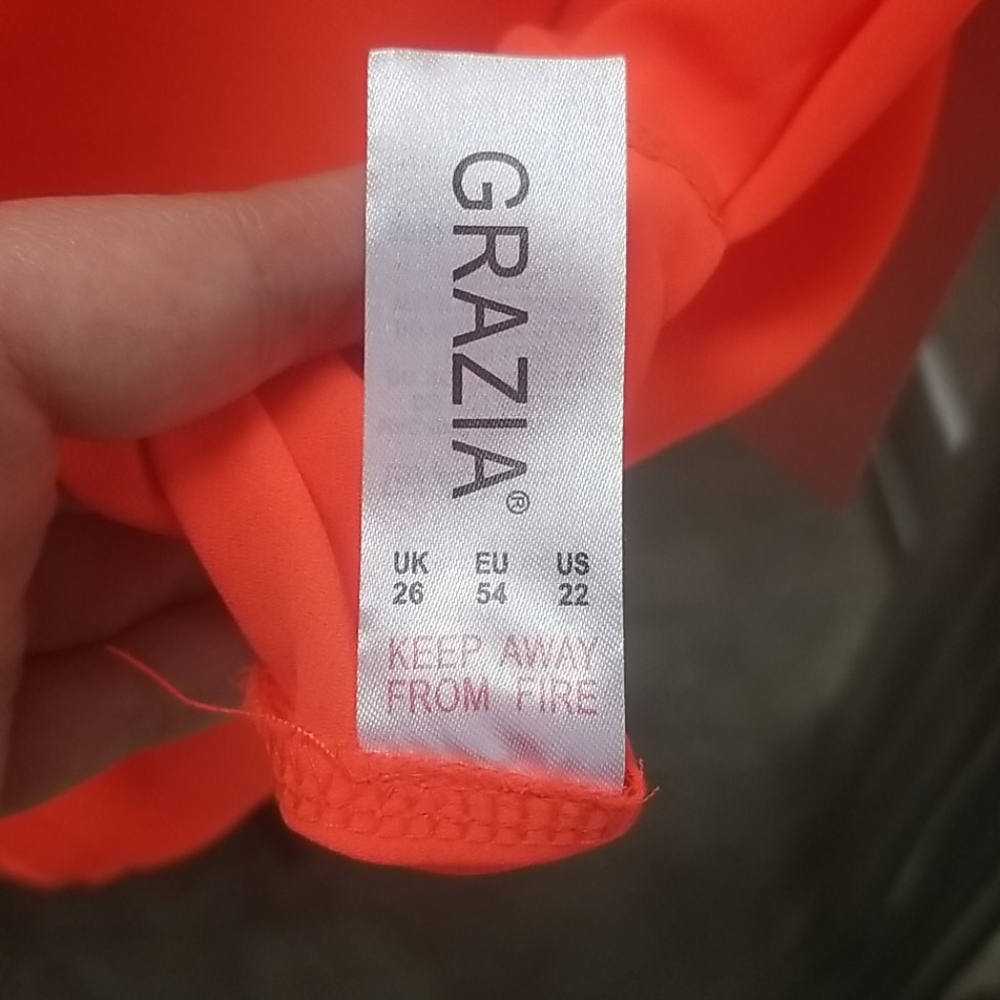 GRAZIA®
UK EU US
26 54 22
KEEP AWAY
FROM FIRE